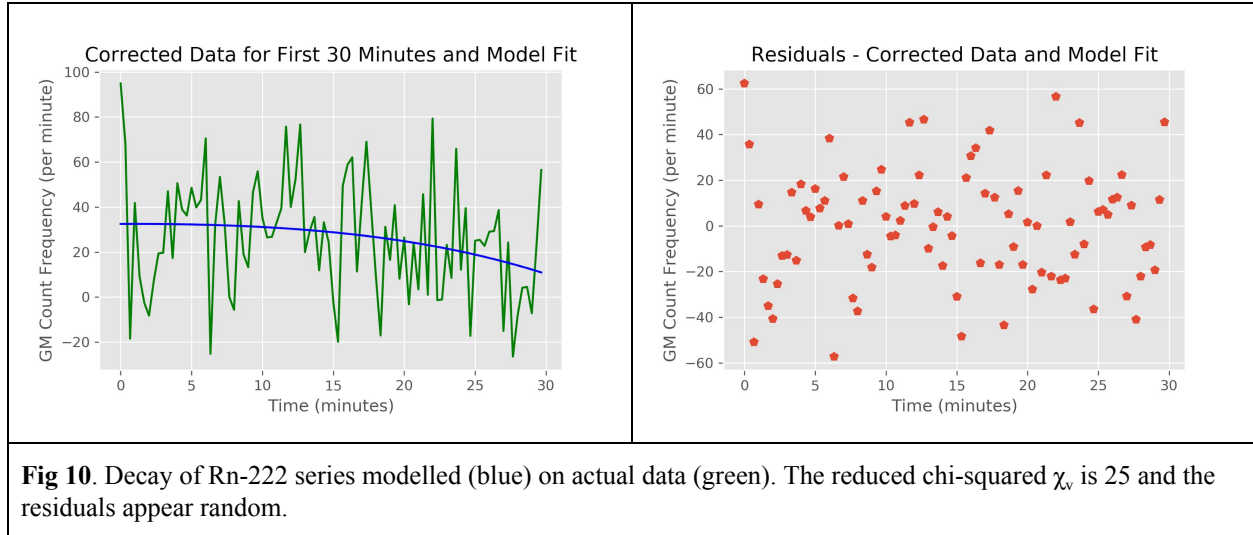 Corrected Data for First 30 Minutes and Model Fit
GM Count Frequency (per minute)
100
80
60
40
20
0
−20
0 5 10 15 20 25 30
Time (minutes)
Residuals - Corrected Data and Model Fit
GM Count Frequency (per minute)
60
40
20
0
−20
−40
−60
0 5 10 15 20 25 30
Time (minutes)
Fig 10. Decay of Rn-222 series modelled (blue) on actual data (green). The reduced chi-squared χᵥ is 25 and the
residuals appear random.